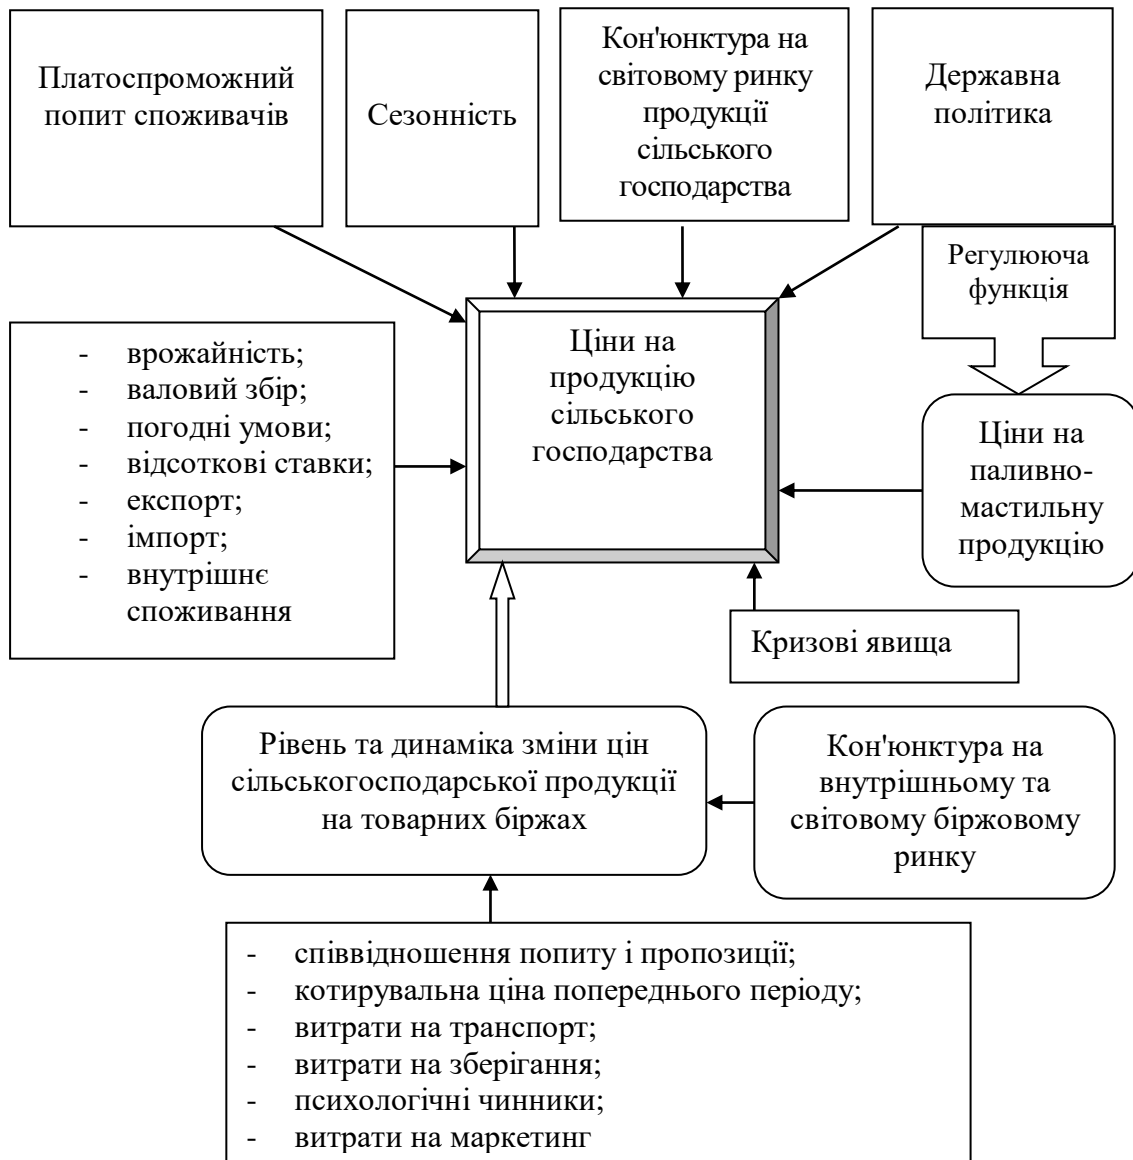 Платоспроможний
попит споживачів
Сезонність
Кон'юнктура на
світовому ринку
продукції
сільського
господарства
Державна
політика
Регулююча
функція
- врожайність;
- валовий збір;
- погодні умови;
- відсоткові ставки;
- експорт;
- імпорт;
- внутрішнє
споживання
Ціни на
продукцію
сільського
господарства
Ціни на
паливно-
мастильну
продукцію
Кризові явища
Рівень та динаміка зміни цін
сільськогосподарської продукції
на товарних біржах
Кон'юнктура на
внутрішньому та
світовому біржовому
ринку
- співвідношення попиту і пропозиції;
- котирувальна ціна попереднього періоду;
- витрати на транспорт;
- витрати на зберігання;
- психологічні чинники;
- витрати на маркетинг